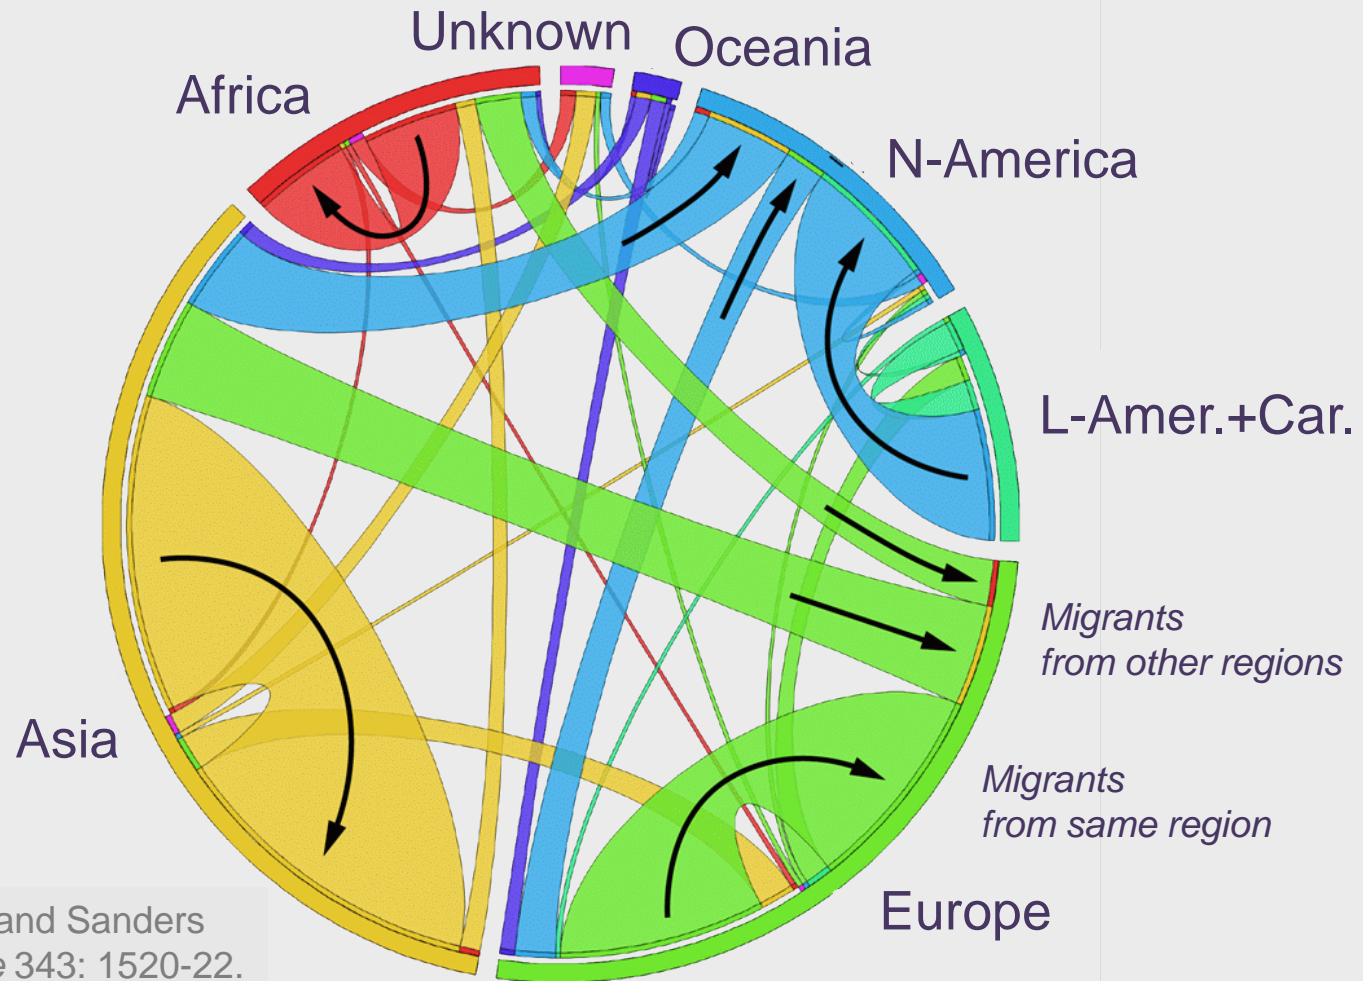 Unknown
Oceania
Africa
N-America
L-Amer.+Car.
Migrants
from other regions
Asia
Migrants
from same region
Europe
and Sanders
e 343: 1520-22.